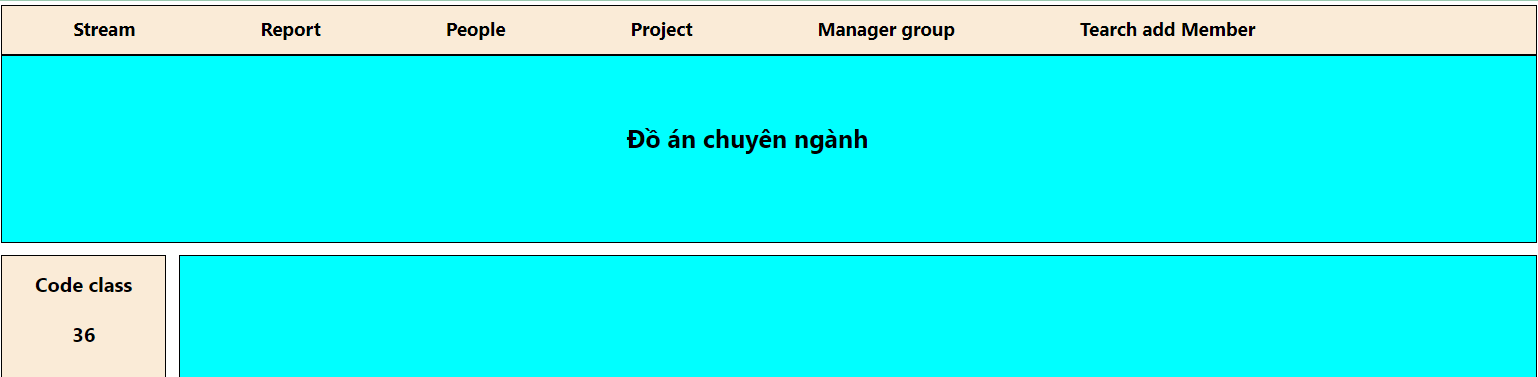 Stream Report People Project Manager group Tearch add Member
Đồ án chuyên ngành
Code class
36